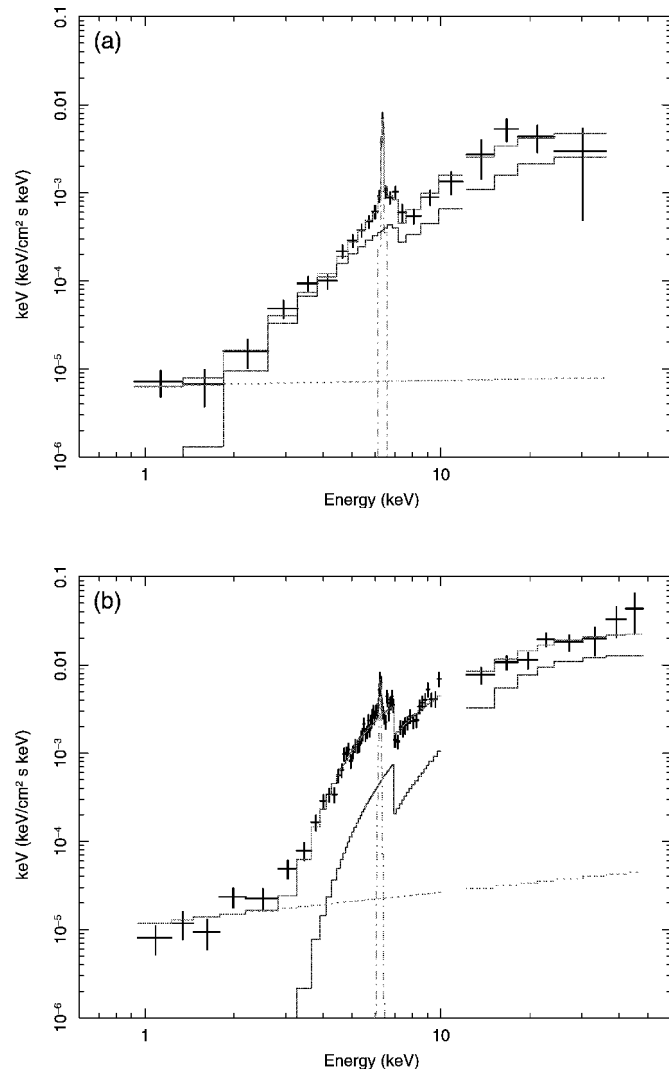 (a)
keV (keV/cm² s keV)
0.1
0.01
10⁻³
10⁻⁴
10⁻⁵
10⁻⁶
1
10
Energy (keV)
(b)
keV (keV/cm² s keV)
0.1
0.01
10⁻³
10⁻⁴
10⁻⁵
10⁻⁶
1
10
Energy (keV)